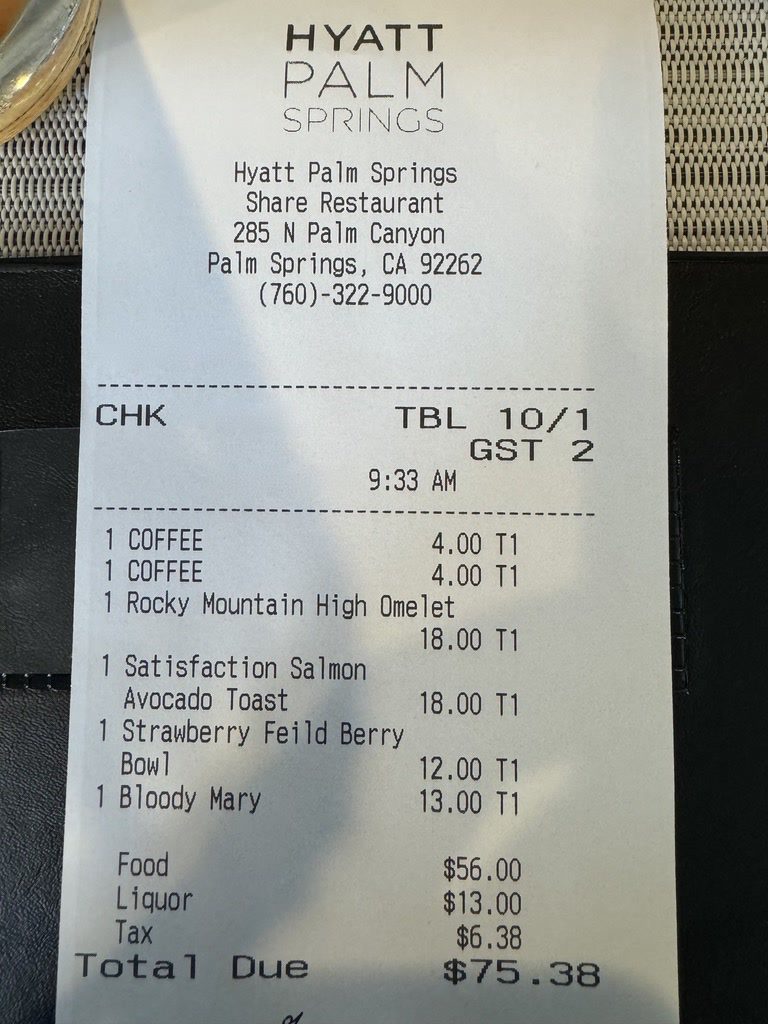 HYATT
PALM
SPRINGS
Hyatt Palm Springs
Share Restaurant
285 N Palm Canyon
Palm Springs, CA 92262
(760)-322-9000
CHK TBL 10/1
GST 2
9:33 AM
1 COFFEE 4.00 T1
1 COFFEE 4.00 T1
1 Rocky Mountain High Omelet
18.00 T1
1 Satisfaction Salmon
Avocado Toast 18.00 T1
1 Strawberry Feild Berry
Bowl 12.00 T1
1 Bloody Mary 13.00 T1
Food $56.00
Liquor $13.00
Tax $6.38
Total Due $75.38